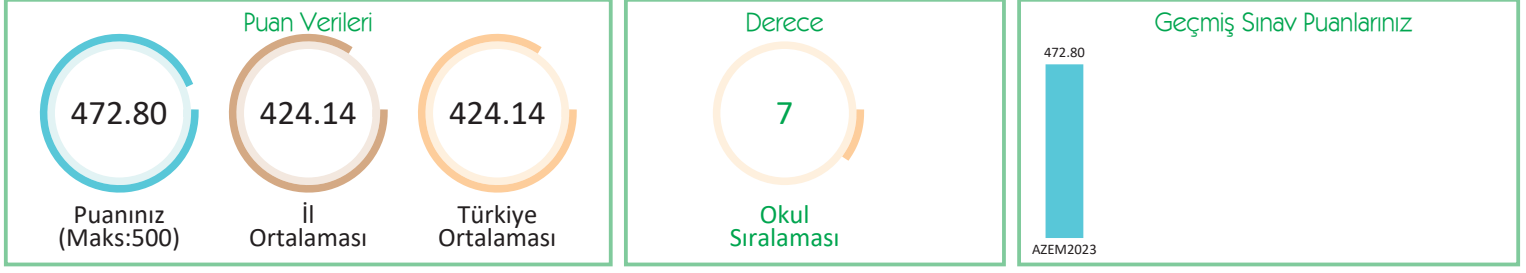 Puan Verileri
472.80
424.14
424.14
Puanınız
(Maks:500)
İl
Ortalaması
Türkiye
Ortalaması
Derece
7
Okul
Sıralaması
Geçmiş Sınav Puanlarınız
472.80
AZEM2023